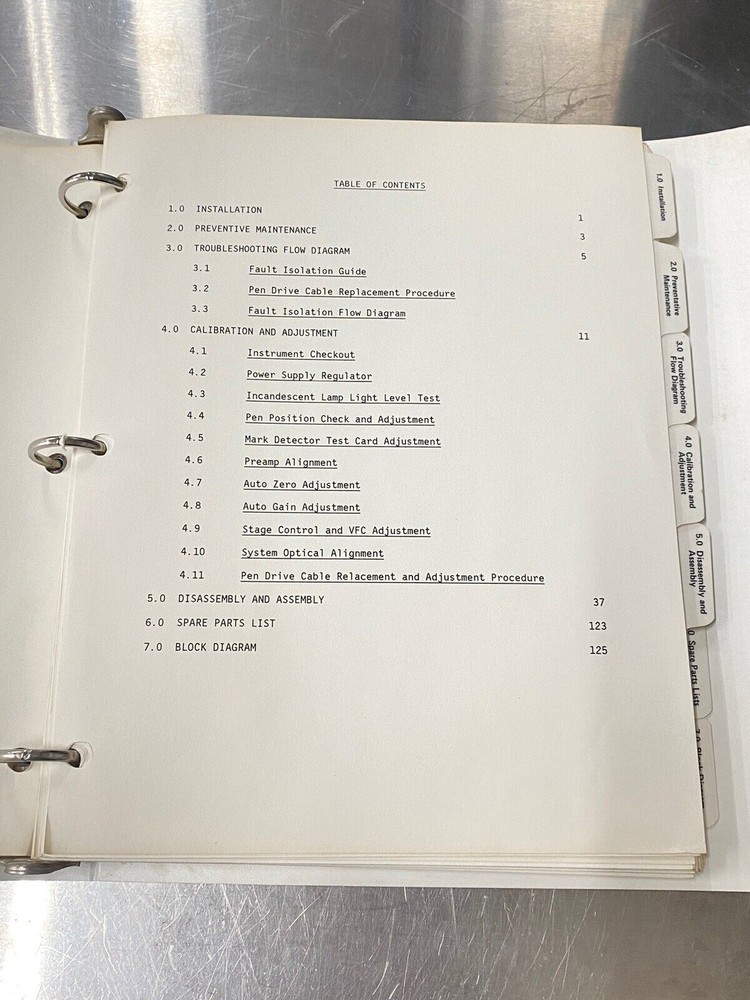 TABLE OF CONTENTS
1.0 INSTALLATION 1
2.0 PREVENTIVE MAINTENANCE 3
3.0 TROUBLESHOOTING FLOW DIAGRAM 5
3.1 Fault Isolation Guide
3.2 Pen Drive Cable Replacement Procedure
3.3 Fault Isolation Flow Diagram
4.0 CALIBRATION AND ADJUSTMENT 11
4.1 Instrument Checkout
4.2 Power Supply Regulator
4.3 Incandescent Lamp Light Level Test
4.4 Pen Position Check and Adjustment
4.5 Mark Detector Test Card Adjustment
4.6 Preamp Alignment
4.7 Auto Zero Adjustment
4.8 Auto Gain Adjustment
4.9 Stage Control and VFC Adjustment
4.10 System Optical Alignment
4.11 Pen Drive Cable Relacement and Adjustment Procedure
5.0 DISASSEMBLY AND ASSEMBLY 37
6.0 SPARE PARTS LIST 123
7.0 BLOCK DIAGRAM 125
1.0 Installation
2.0 Preventative
Maintenance
3.0 Troubleshooting
Flow Diagram
4.0 Calibration and
Adjustment
5.0 Disassembly and
Assembly
Spare Parts Lists